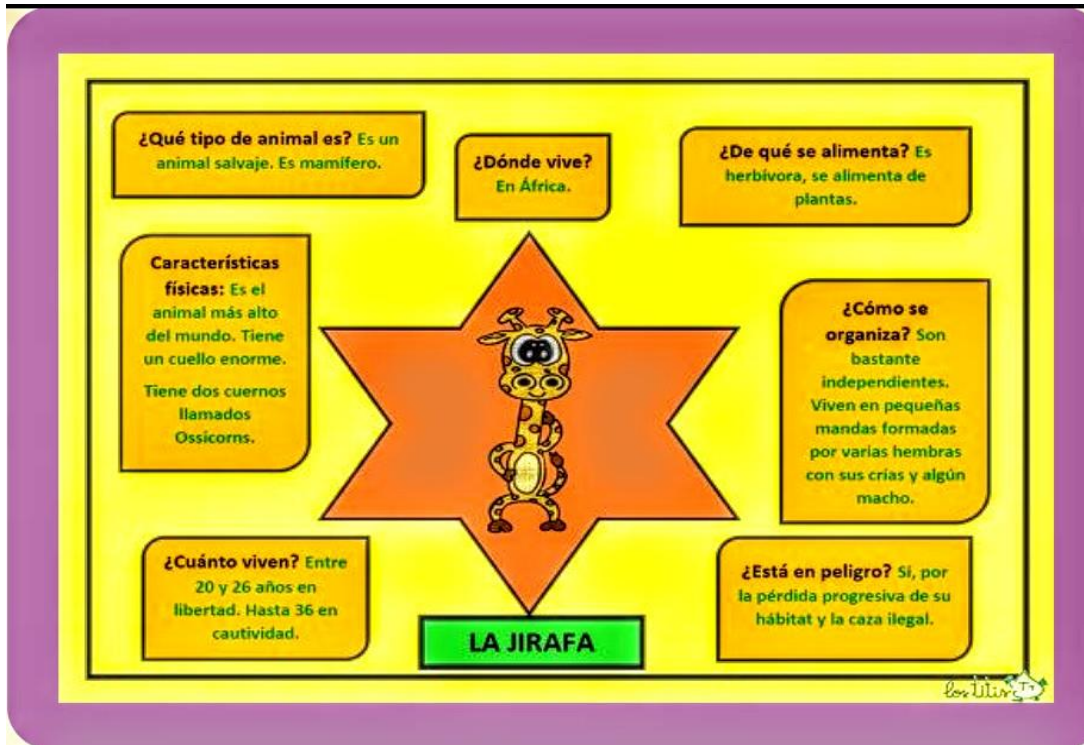 ¿Qué tipo de animal es? Es un
animal salvaje. Es mamífero.
¿Dónde vive?
En África.
¿De qué se alimenta? Es
herbívora, se alimenta de
plantas.
Características
físicas: Es el
animal más alto
del mundo. Tiene
un cuello enorme.
Tiene dos cuernos
llamados
Ossicorns.
¿Cómo se
organiza? Son
bastante
independientes.
Viven en pequeñas
mandas formadas
por varias hembras
con sus crías y algún
macho.
¿Cuánto viven? Entre
20 y 26 años en
libertad. Hasta 36 en
cautividad.
¿Está en peligro? Sí, por
la pérdida progresiva de su
hábitat y la caza ilegal.
LA JIRAFA
los titis